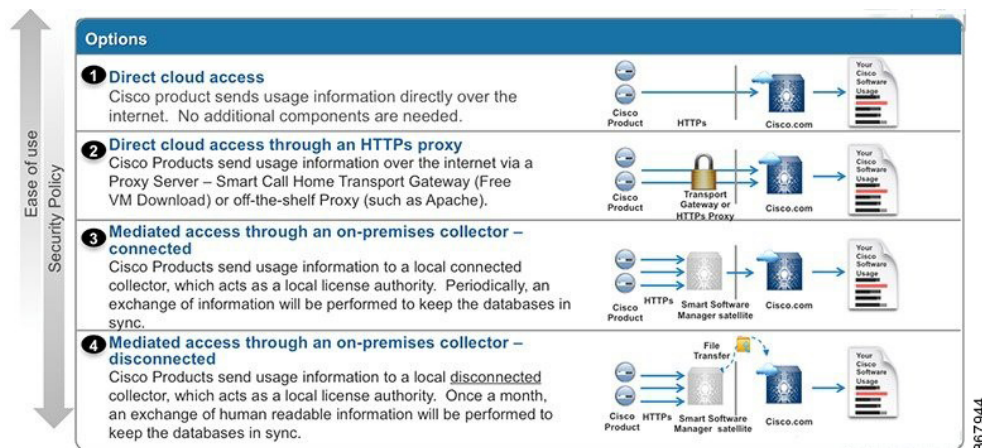 Ease of use
Security Policy
Options
1 Direct cloud access
Cisco product sends usage information directly over the
internet. No additional components are needed.
Cisco
Product
HTTPs
Cisco.com
Your
Cisco
Software
Usage
2 Direct cloud access through an HTTPs proxy
Cisco Products send usage information over the internet via a
Proxy Server – Smart Call Home Transport Gateway (Free
VM Download) or off-the-shelf Proxy (such as Apache).
Cisco
Product
Transport
Gateway or
HTTPs Proxy
Cisco.com
Your
Cisco
Software
Usage
3 Mediated access through an on-premises collector –
connected
Cisco Products send usage information to a local connected
collector, which acts as a local license authority. Periodically, an
exchange of information will be performed to keep the databases in
sync.
Cisco
Product
HTTPs
Smart Software
Manager satellite
Cisco.com
Your
Cisco
Software
Usage
4 Mediated access through an on-premises collector –
disconnected
Cisco Products send usage information to a local disconnected
collector, which acts as a local license authority. Once a month,
an exchange of human readable information will be performed to
keep the databases in sync.
File
Transfer
Cisco
Product
HTTPs
Smart Software
Manager satellite
Cisco.com
Your
Cisco
Software
Usage
367944